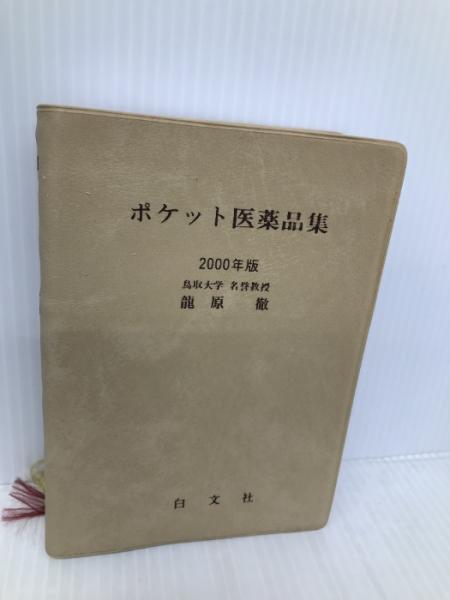 ポケット医薬品集
2000年版
鳥取大学 名誉教授
龍原 徹
白文社